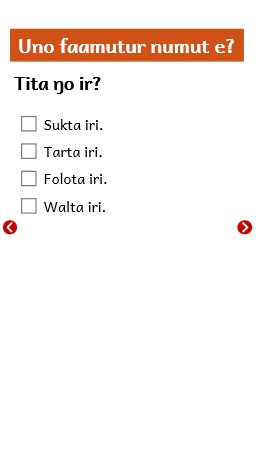 Uno faamutur numut e?
Tita ŋo ir?
Sukta iri.
Tarta iri.
Folota iri.
Walta iri.